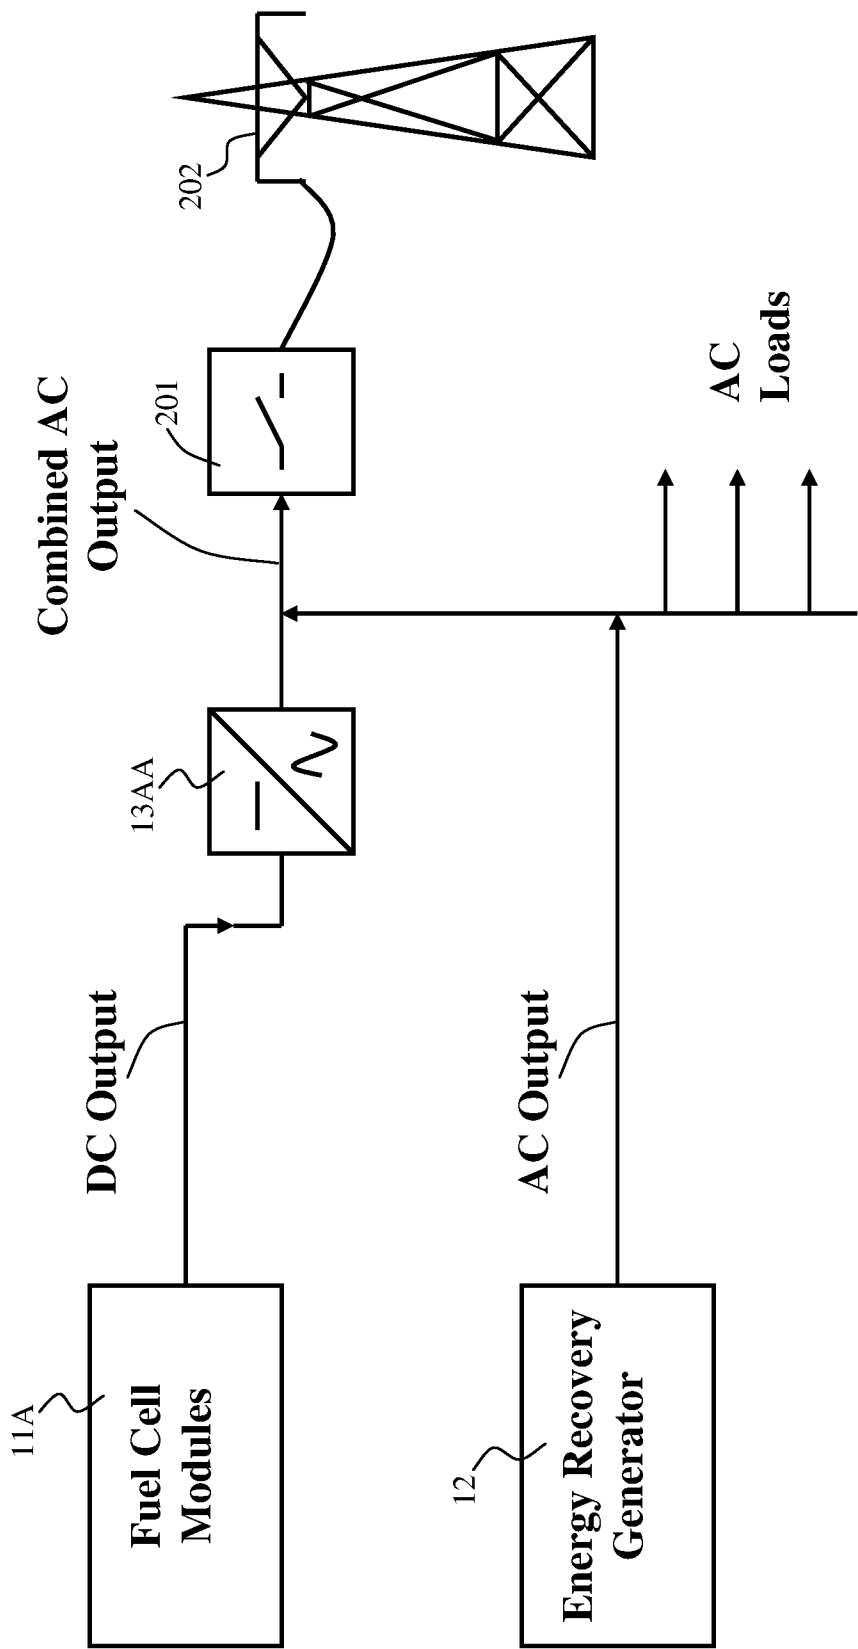 11A
Fuel Cell
Modules
DC Output
13AA
Combined AC
Output
201
202
12
Energy Recovery
Generator
AC Output
AC
Loads